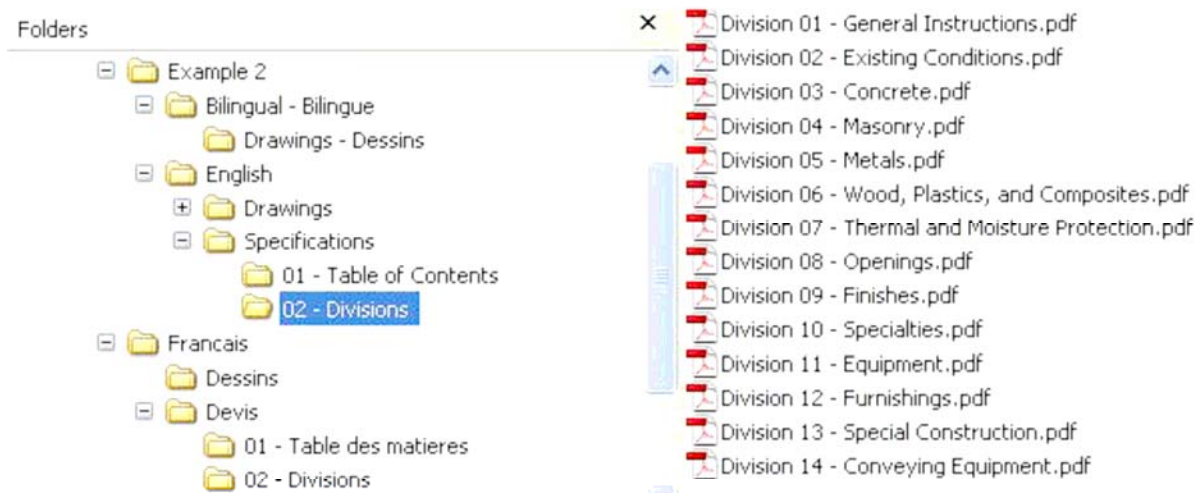 Folders
Example 2
Bilingual - Bilingue
Drawings - Dessins
English
Drawings
Specifications
01 - Table of Contents
02 - Divisions
Francais
Dessins
Devis
01 - Table des matieres
02 - Divisions
Division 01 - General Instructions.pdf
Division 02 - Existing Conditions.pdf
Division 03 - Concrete.pdf
Division 04 - Masonry.pdf
Division 05 - Metals.pdf
Division 06 - Wood, Plastics, and Composites.pdf
Division 07 - Thermal and Moisture Protection.pdf
Division 08 - Openings.pdf
Division 09 - Finishes.pdf
Division 10 - Specialties.pdf
Division 11 - Equipment.pdf
Division 12 - Furnishings.pdf
Division 13 - Special Construction.pdf
Division 14 - Conveying Equipment.pdf